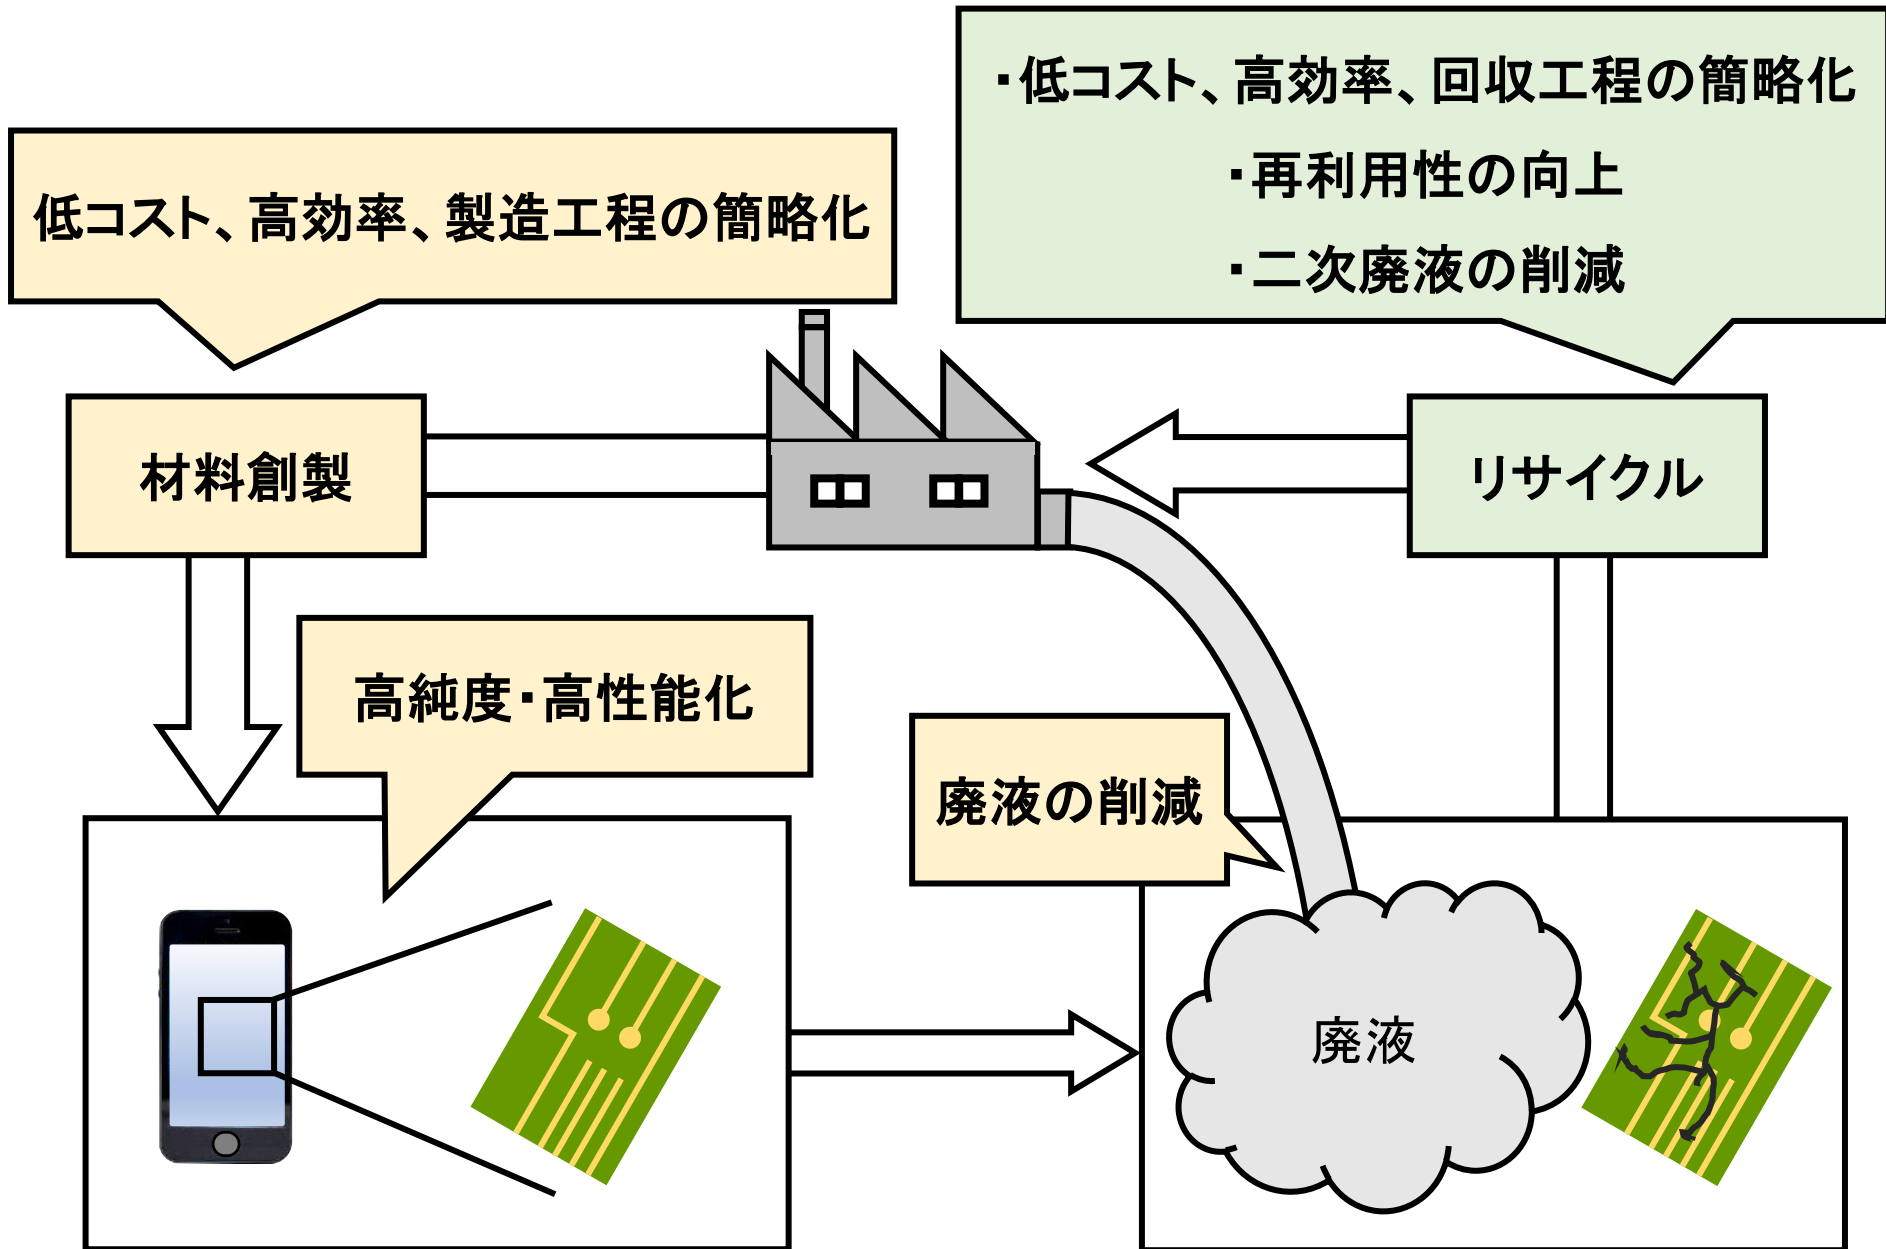 ・低コスト、高効率、回収工程の簡略化
・再利用性の向上
・二次廃液の削減
低コスト、高効率、製造工程の簡略化
材料創製
リサイクル
高純度・高性能化
廃液の削減
廃液